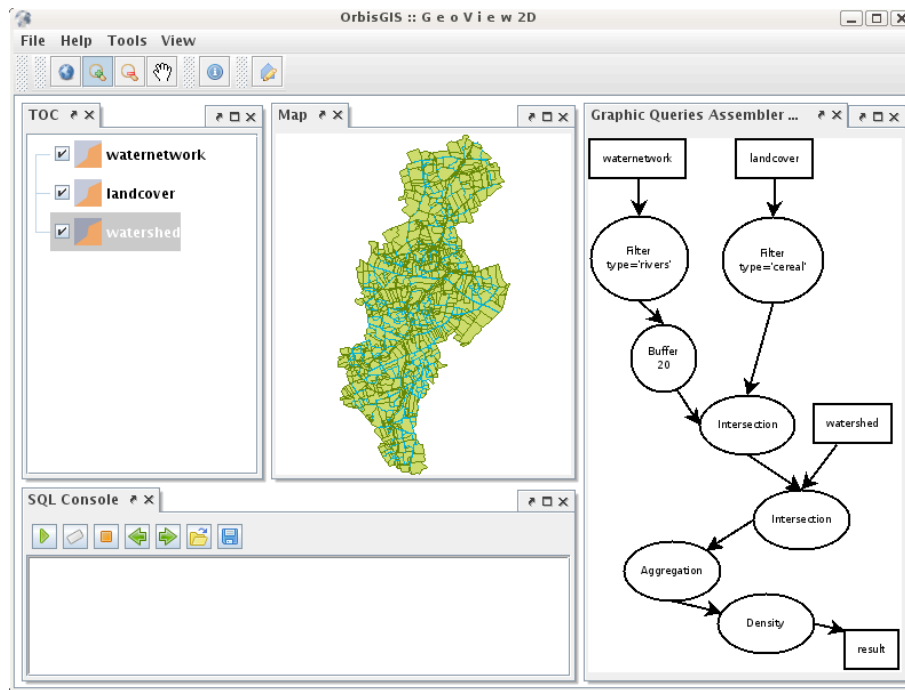 OrbisGIS :: G e o V i e w 2D
File Help Tools View
TOC
waternetwork
landcover
watershed
Map
Graphic Queries Assembler ...
waternetwork
landcover
Filter
type='rivers'
Filter
type='cereal'
Buffer
20
Intersection
watershed
Intersection
Aggregation
Density
result
SQL Console